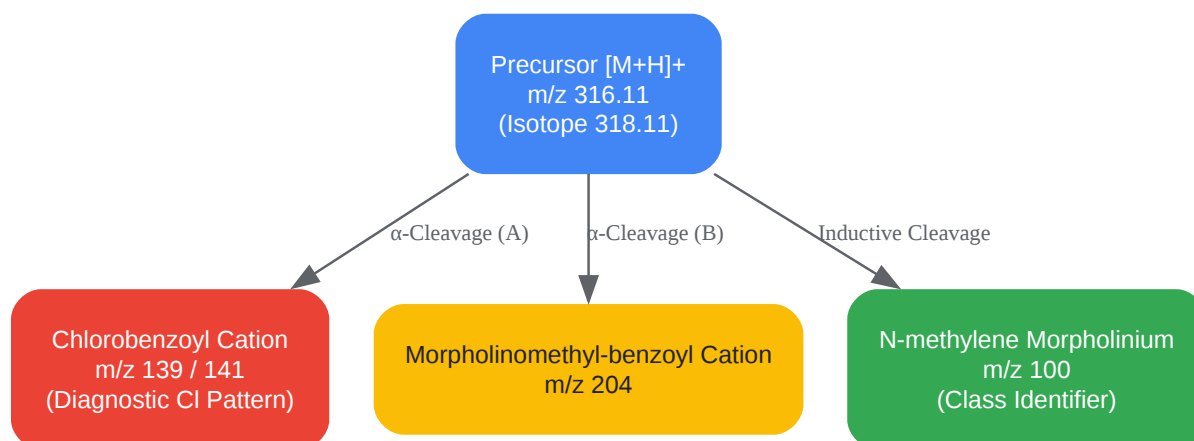 Precursor [M+H]+
m/z 316.11
(Isotope 318.11)
α-Cleavage (A)
α-Cleavage (B)
Inductive Cleavage
Chlorobenzoyl Cation
m/z 139 / 141
(Diagnostic Cl Pattern)
Morpholinomethyl-benzoyl Cation
m/z 204
N-methylene Morpholinium
m/z 100
(Class Identifier)